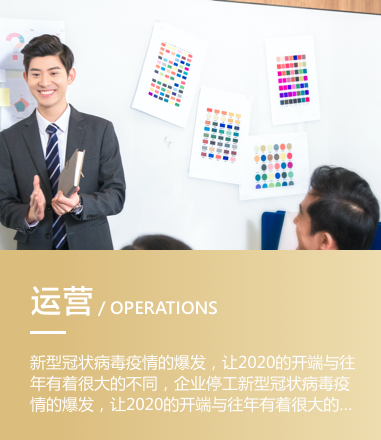 运营 / OPERATIONS
新型冠状病毒疫情的爆发，让2020的开端与往
年有着很大的不同，企业停工新型冠状病毒疫
情的爆发，让2020的开端与往年有着很大的...